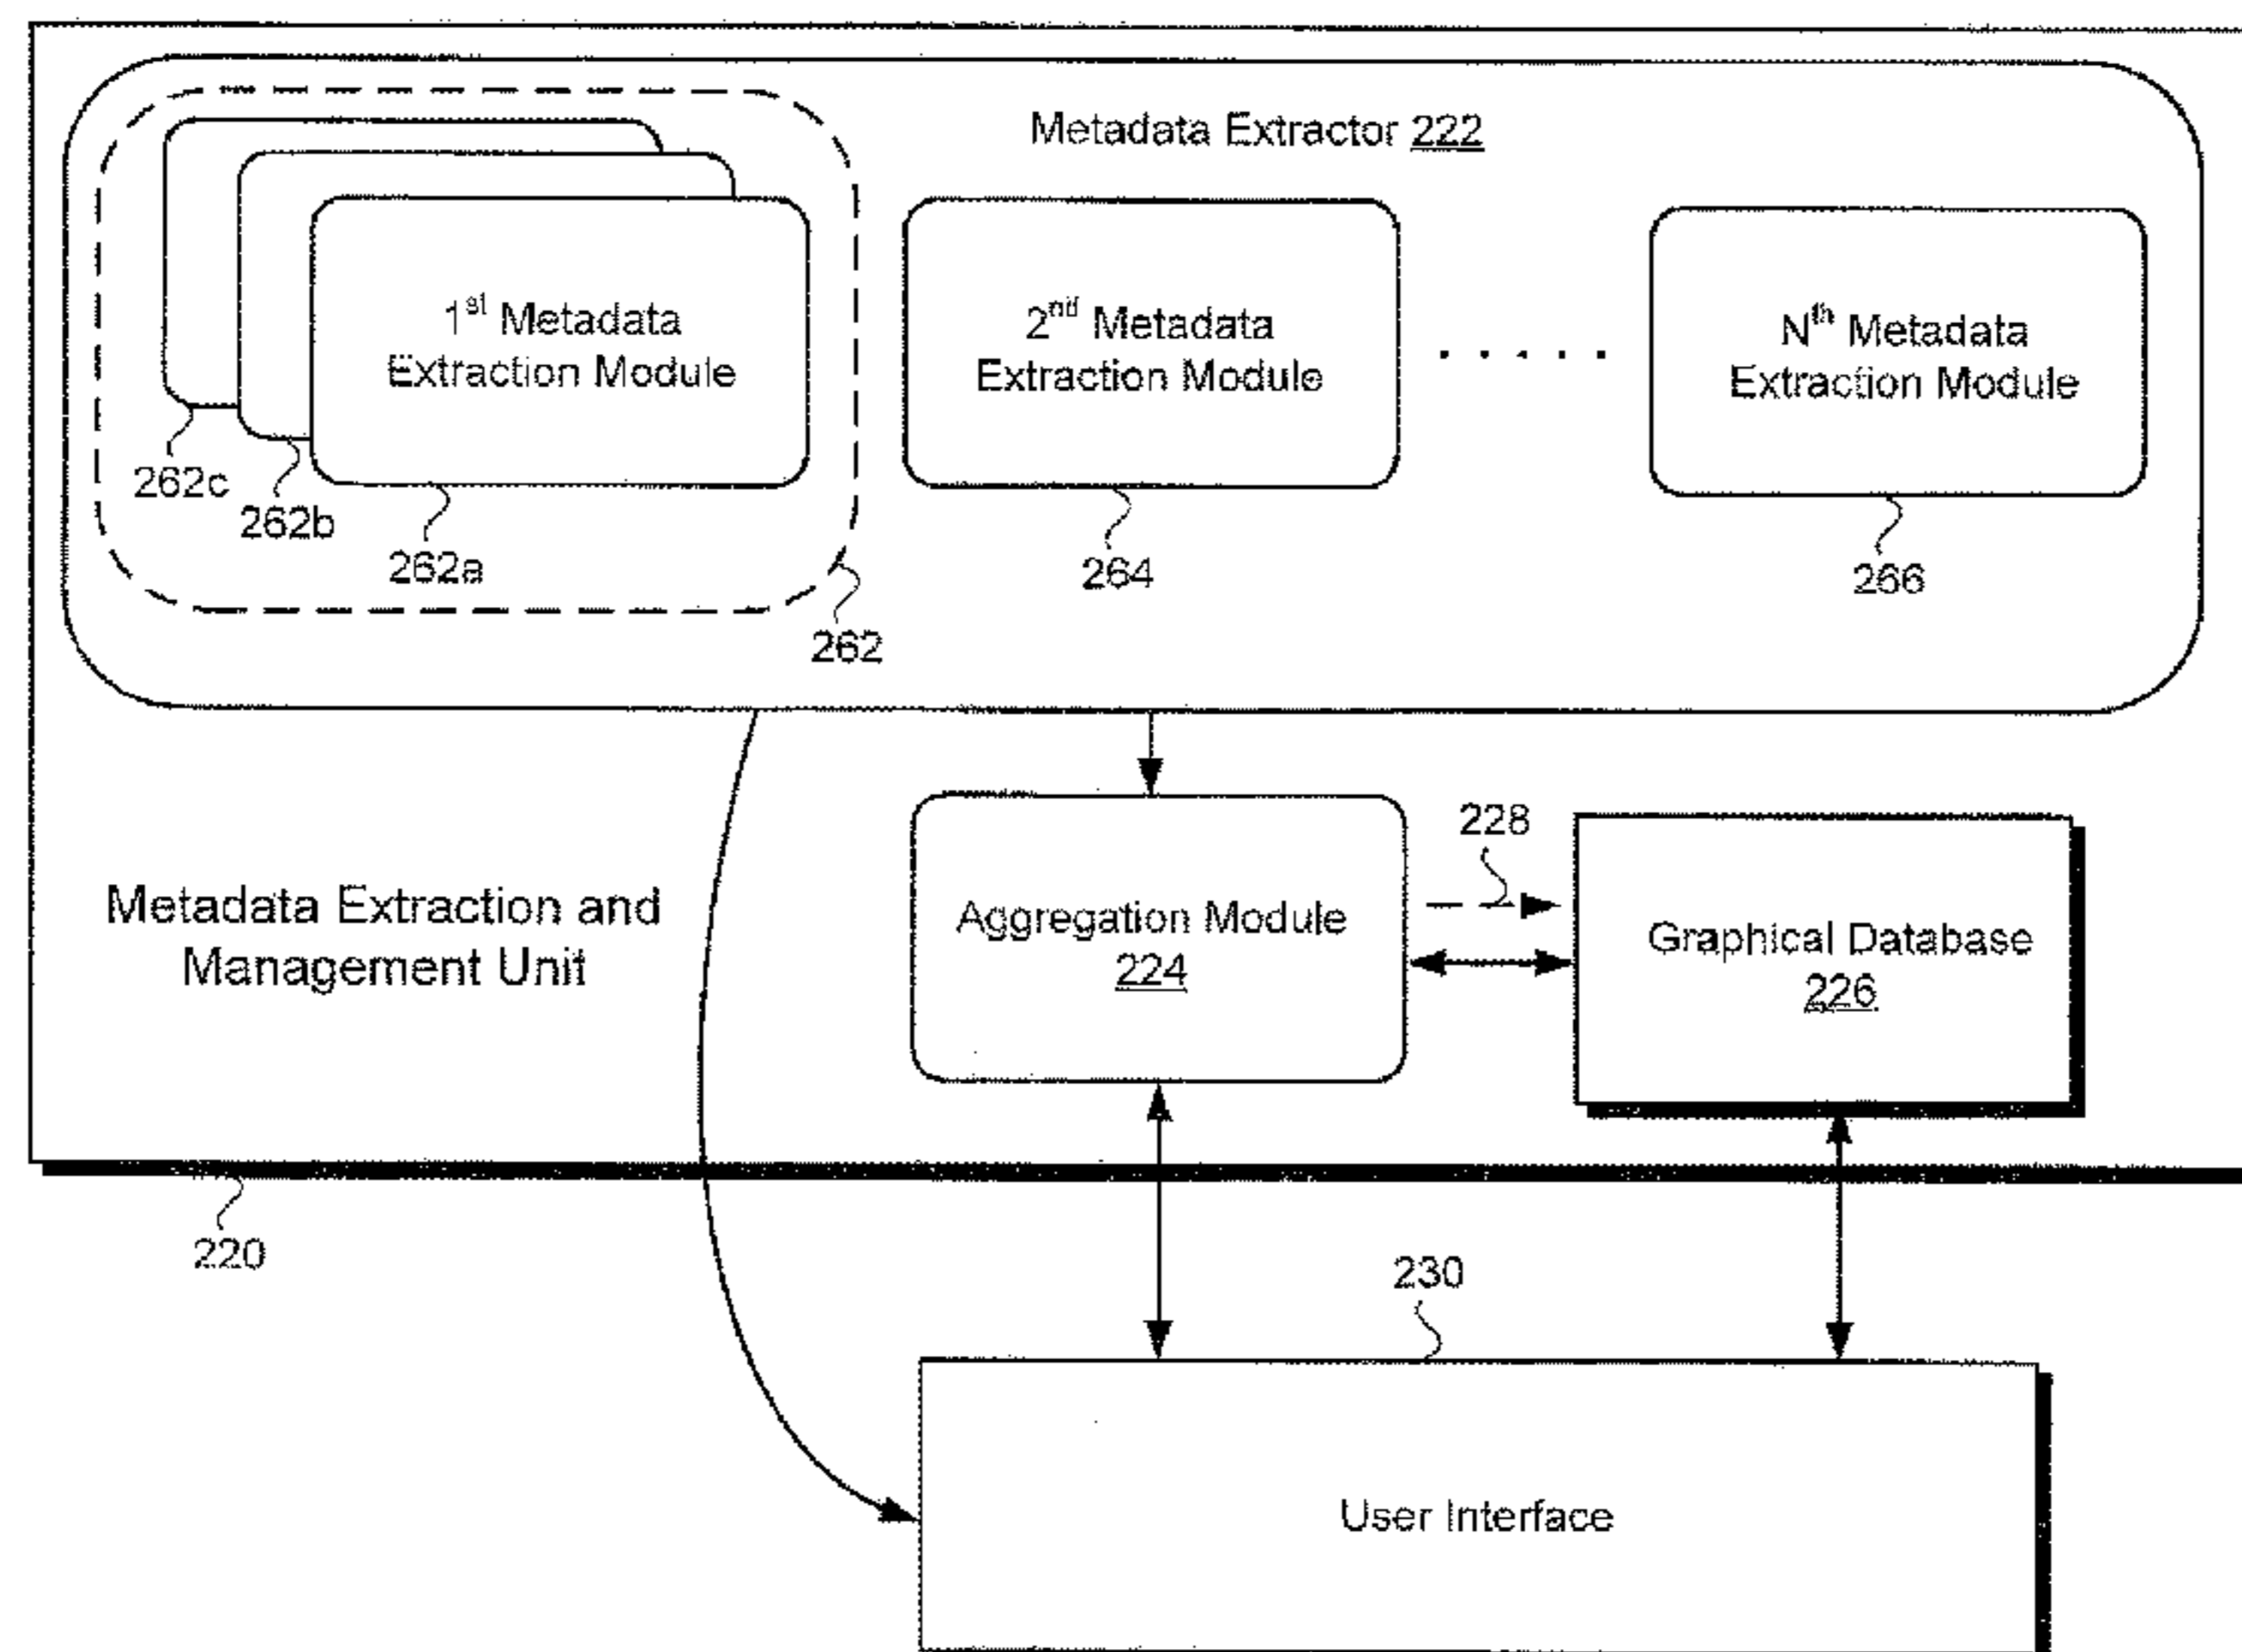 Metadata Extractor 222
1st Metadata
Extraction Module
2nd Metadata
Extraction Module
. . . . .
Nth Metadata
Extraction Module
262c
262b
262a
262
264
266
228
Metadata Extraction and
Management Unit
Aggregation Module
224
Graphical Database
226
220
230
User Interface